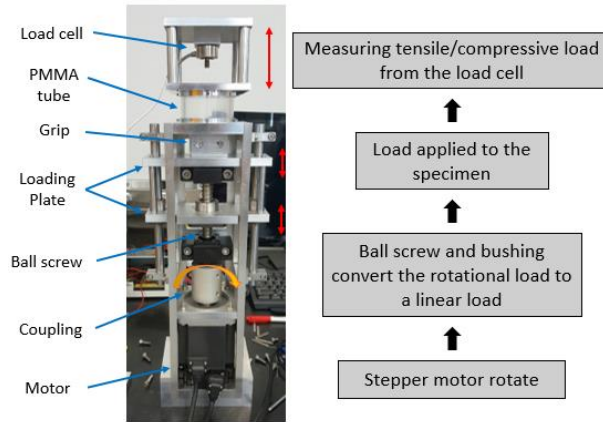 Load cell
PMMA
tube
Grip
Loading
Plate
Ball screw
Coupling
Motor
Measuring tensile/compressive load
from the load cell
Load applied to the
specimen
Ball screw and bushing
convert the rotational load to
a linear load
Stepper motor rotate